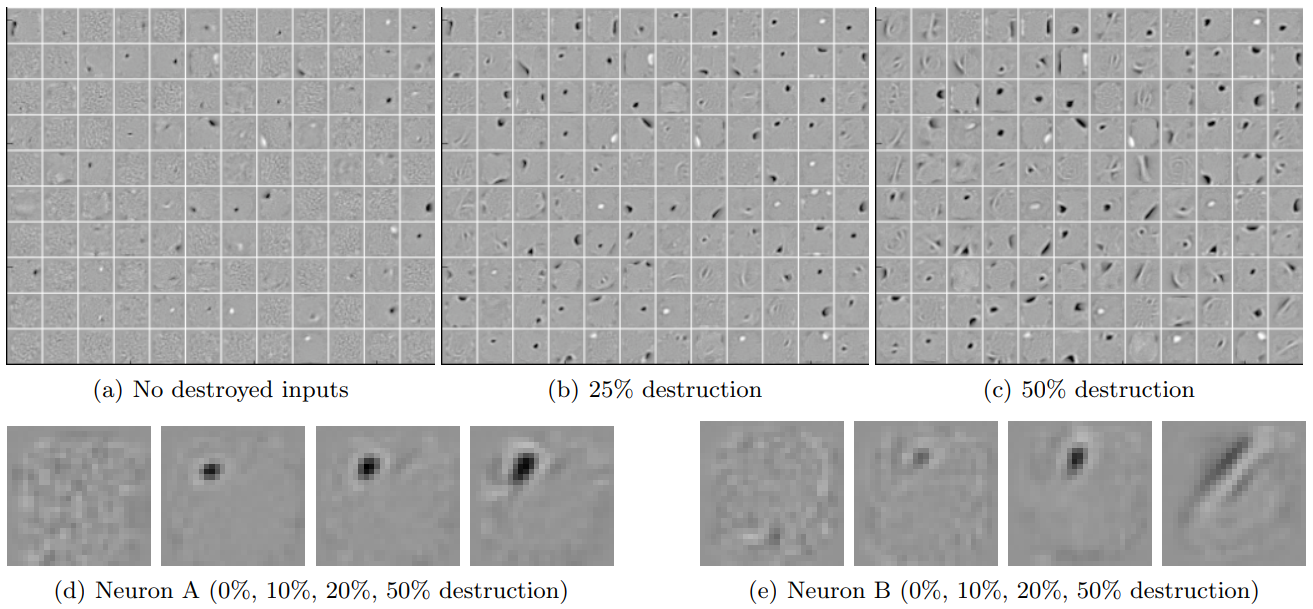 (a) No destroyed inputs
(b) 25% destruction
(c) 50% destruction
(d) Neuron A (0%, 10%, 20%, 50% destruction)
(e) Neuron B (0%, 10%, 20%, 50% destruction)